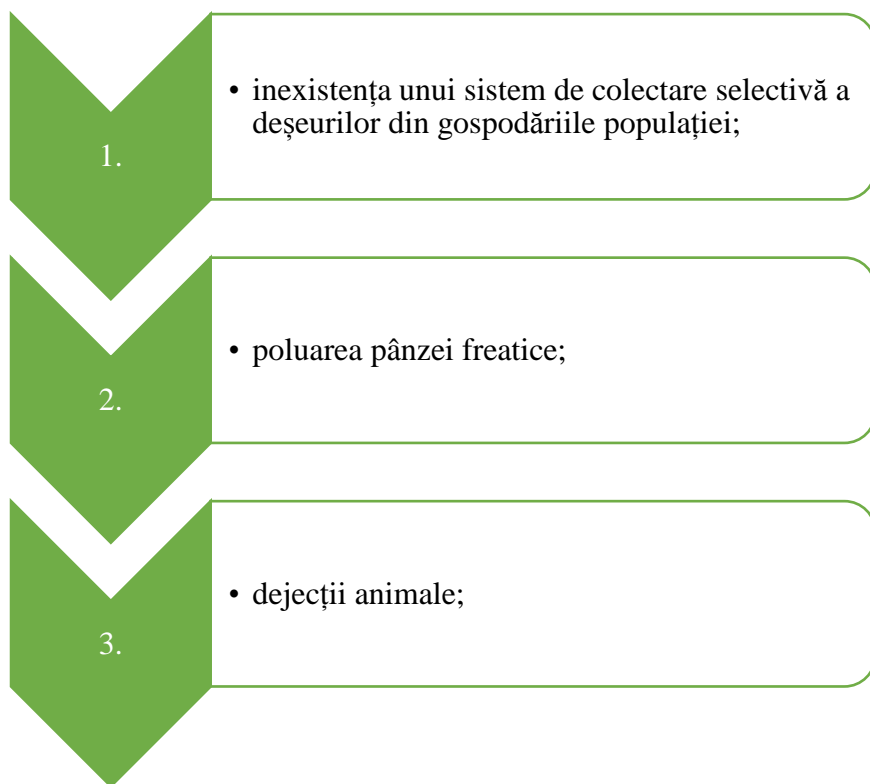 1.
• inexistența unui sistem de colectare selectivă a
deșeurilor din gospodăriile populației;
2.
• poluarea pânzei freatice;
3.
• dejecții animale;